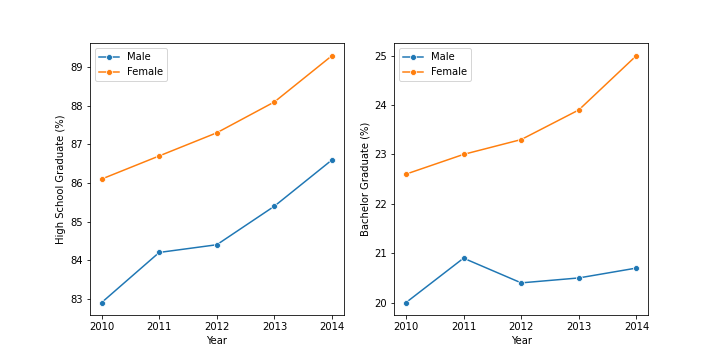 Male
Female
89
88
87
86
85
84
83
High School Graduate (%)
2010 2011 2012 2013 2014
Year
Male
Female
25
24
23
22
21
20
Bachelor Graduate (%)
2010 2011 2012 2013 2014
Year